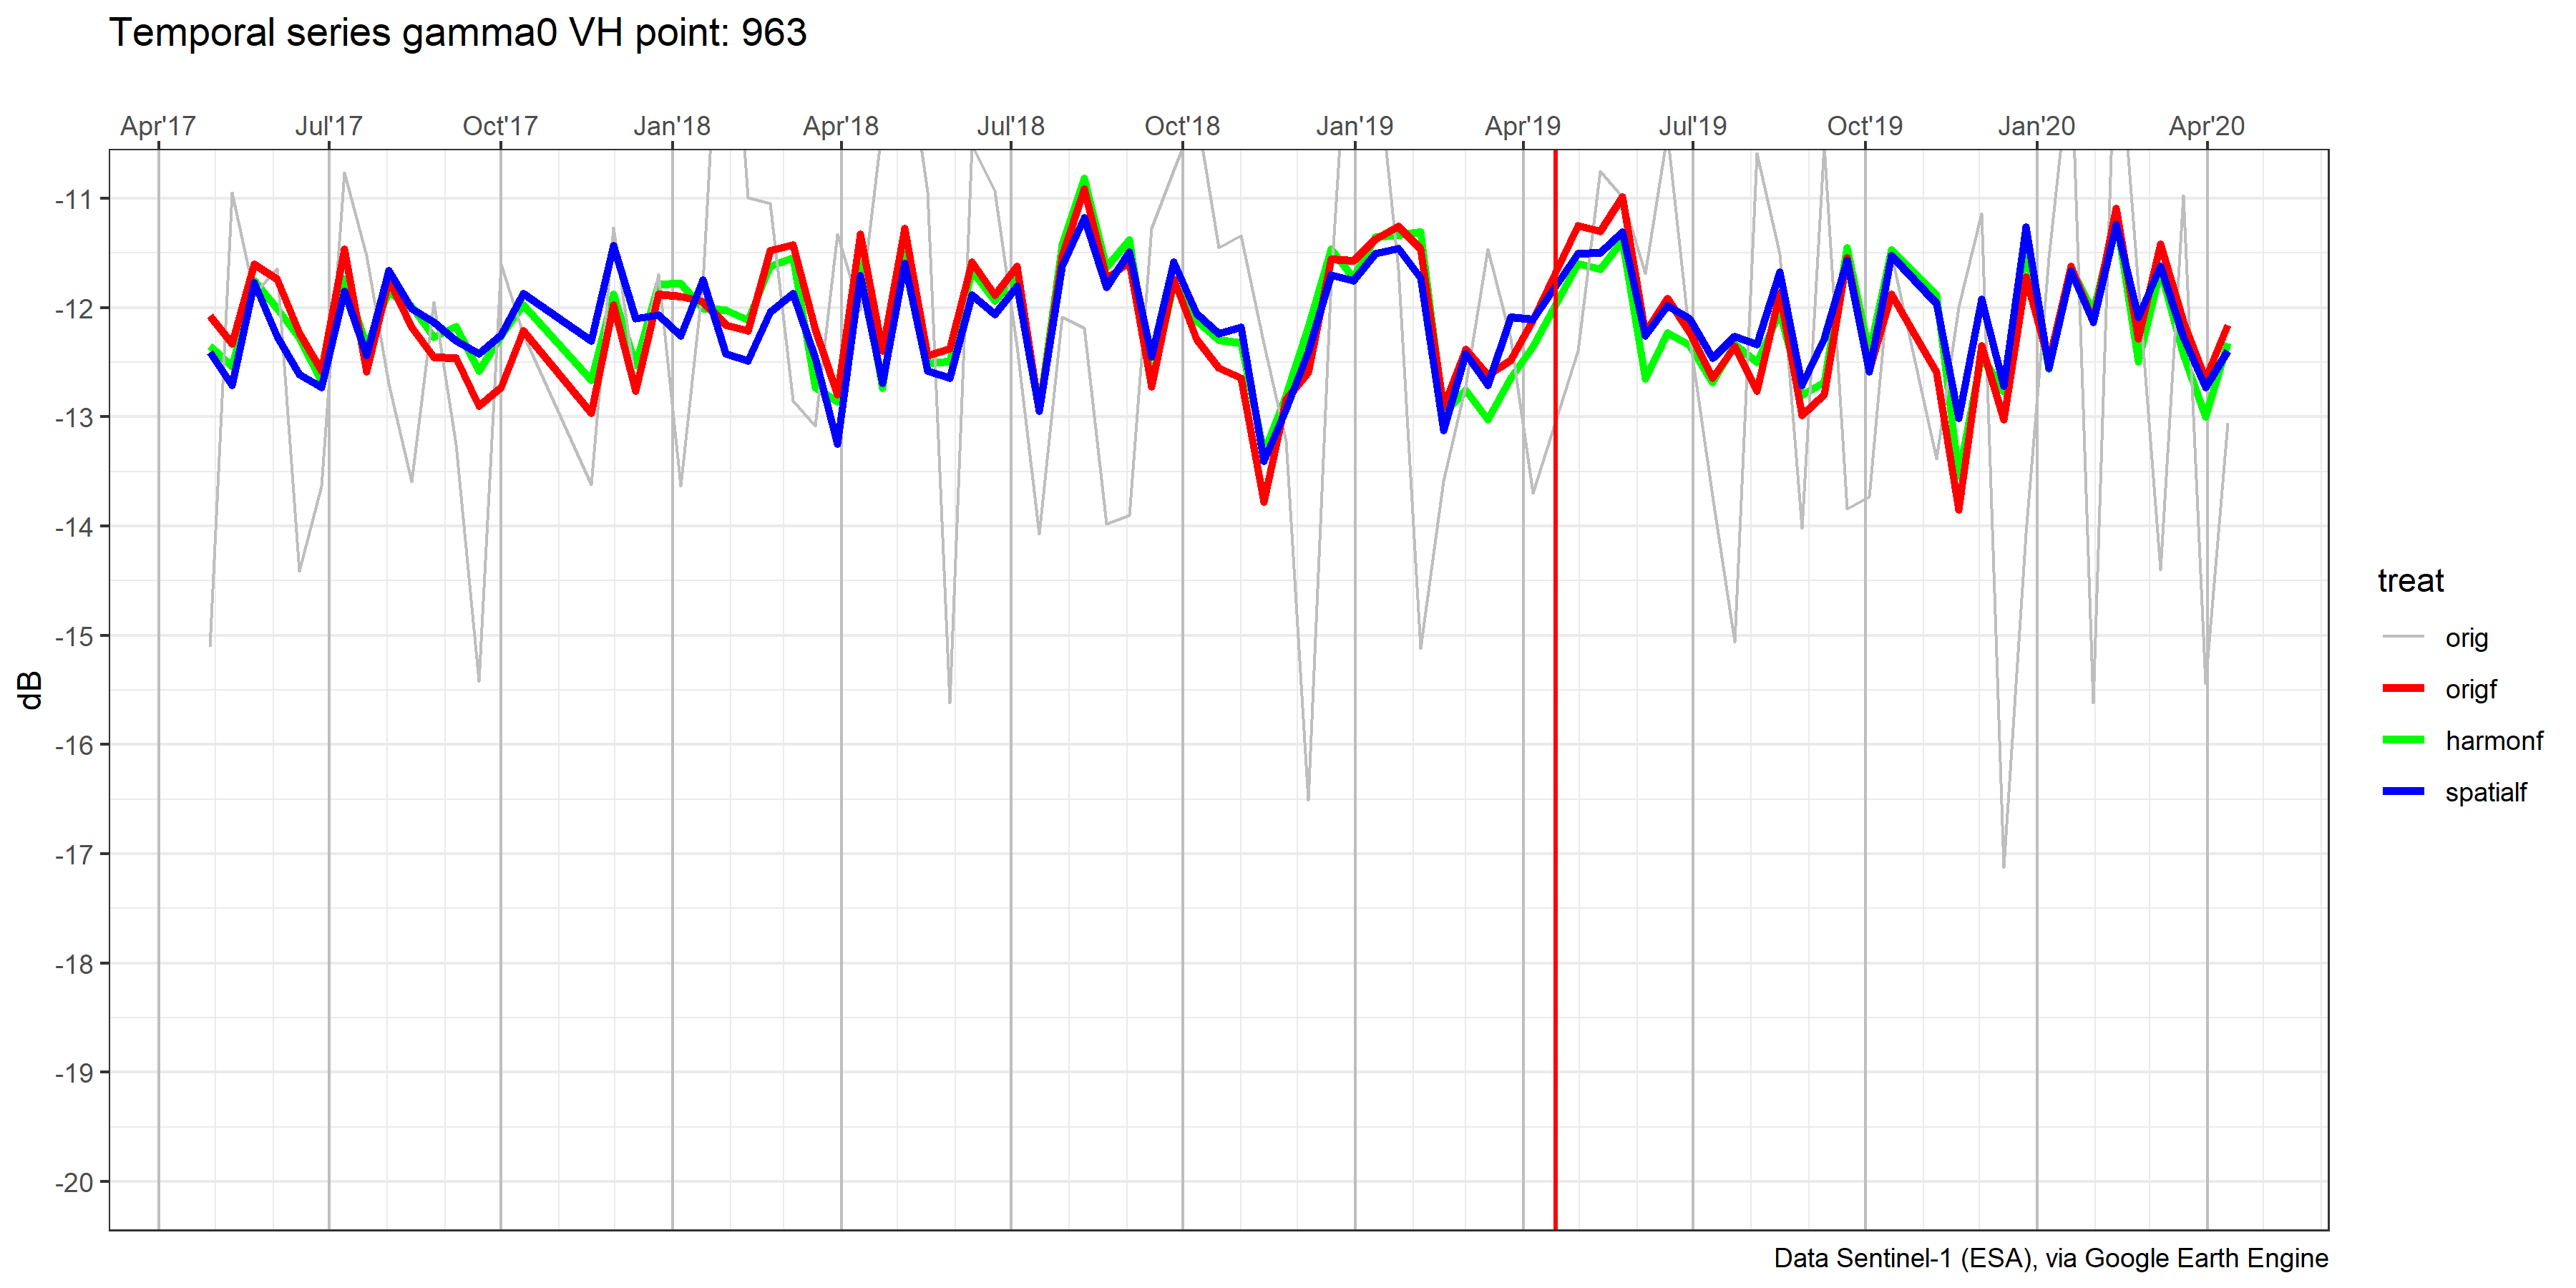 Temporal series gamma0 VH point: 963
Apr'17 Jul'17 Oct'17 Jan'18 Apr'18 Jul'18 Oct'18 Jan'19 Apr'19 Jul'19 Oct'19 Jan'20 Apr'20
-11
-12
-13
-14
-15
-16
-17
-18
-19
-20
dB
treat
orig
origf
harmonf
spatialf
Data Sentinel-1 (ESA), via Google Earth Engine